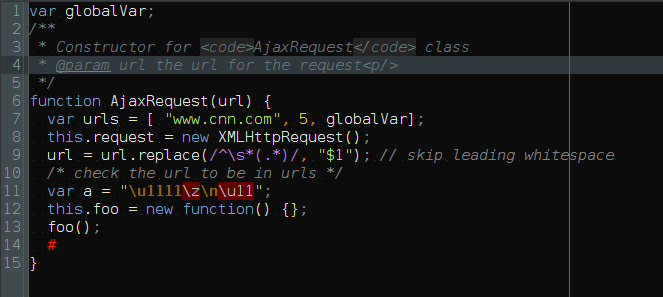 1 var globalVar;
2 /**
3  * Constructor for <code>AjaxRequest</code> class
4  * @param url the url for the request<p/>
5  */
6 function AjaxRequest(url) {
7   var urls = [ "www.cnn.com", 5, globalVar];
8   this.request = new XMLHttpRequest();
9   url = url.replace(/^\s*(.*)/, "$1"); // skip leading whitespace
10   /* check the url to be in urls */
11   var a = "\u1111\z\n\u11";
12   this.foo = new function() {};
13   foo();
14   #
15 }